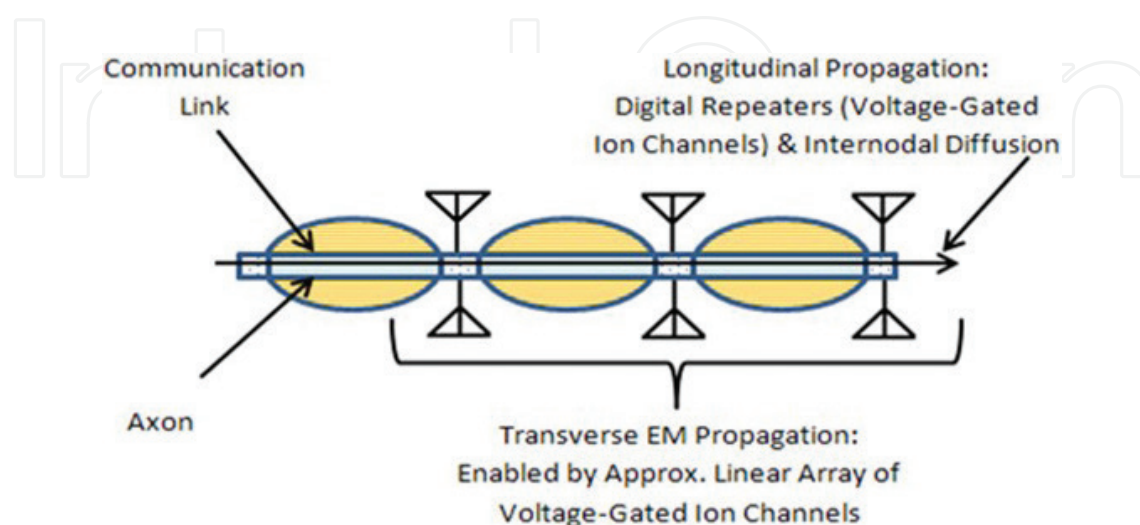 Communication
Link
Longitudinal Propagation:
Digital Repeaters (Voltage-Gated
Ion Channels) & Internodal Diffusion
Axon
Transverse EM Propagation:
Enabled by Approx. Linear Array of
Voltage-Gated Ion Channels